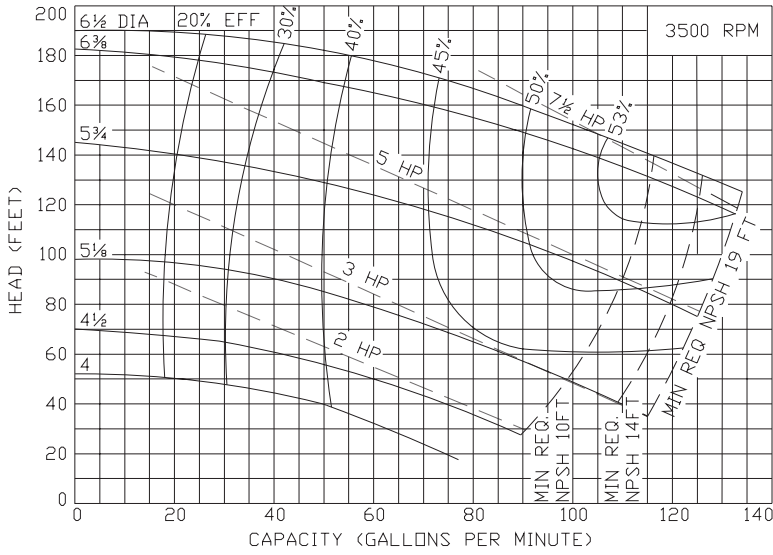 200
180
160
140
120
100
80
60
40
20
0
HEAD (FEET)
6½ DIA
20% EFF
30%
40%
45%
50%
53%
3500 RPM
6⅜
5¾
5⅛
4½
4
7½ HP
5 HP
3 HP
2 HP
MIN REQ.
NPSH 10FT
MIN REQ.
NPSH 14FT
MIN REQ NPSH 19 FT
0
20
40
60
80
100
120
140
CAPACITY (GALLONS PER MINUTE)